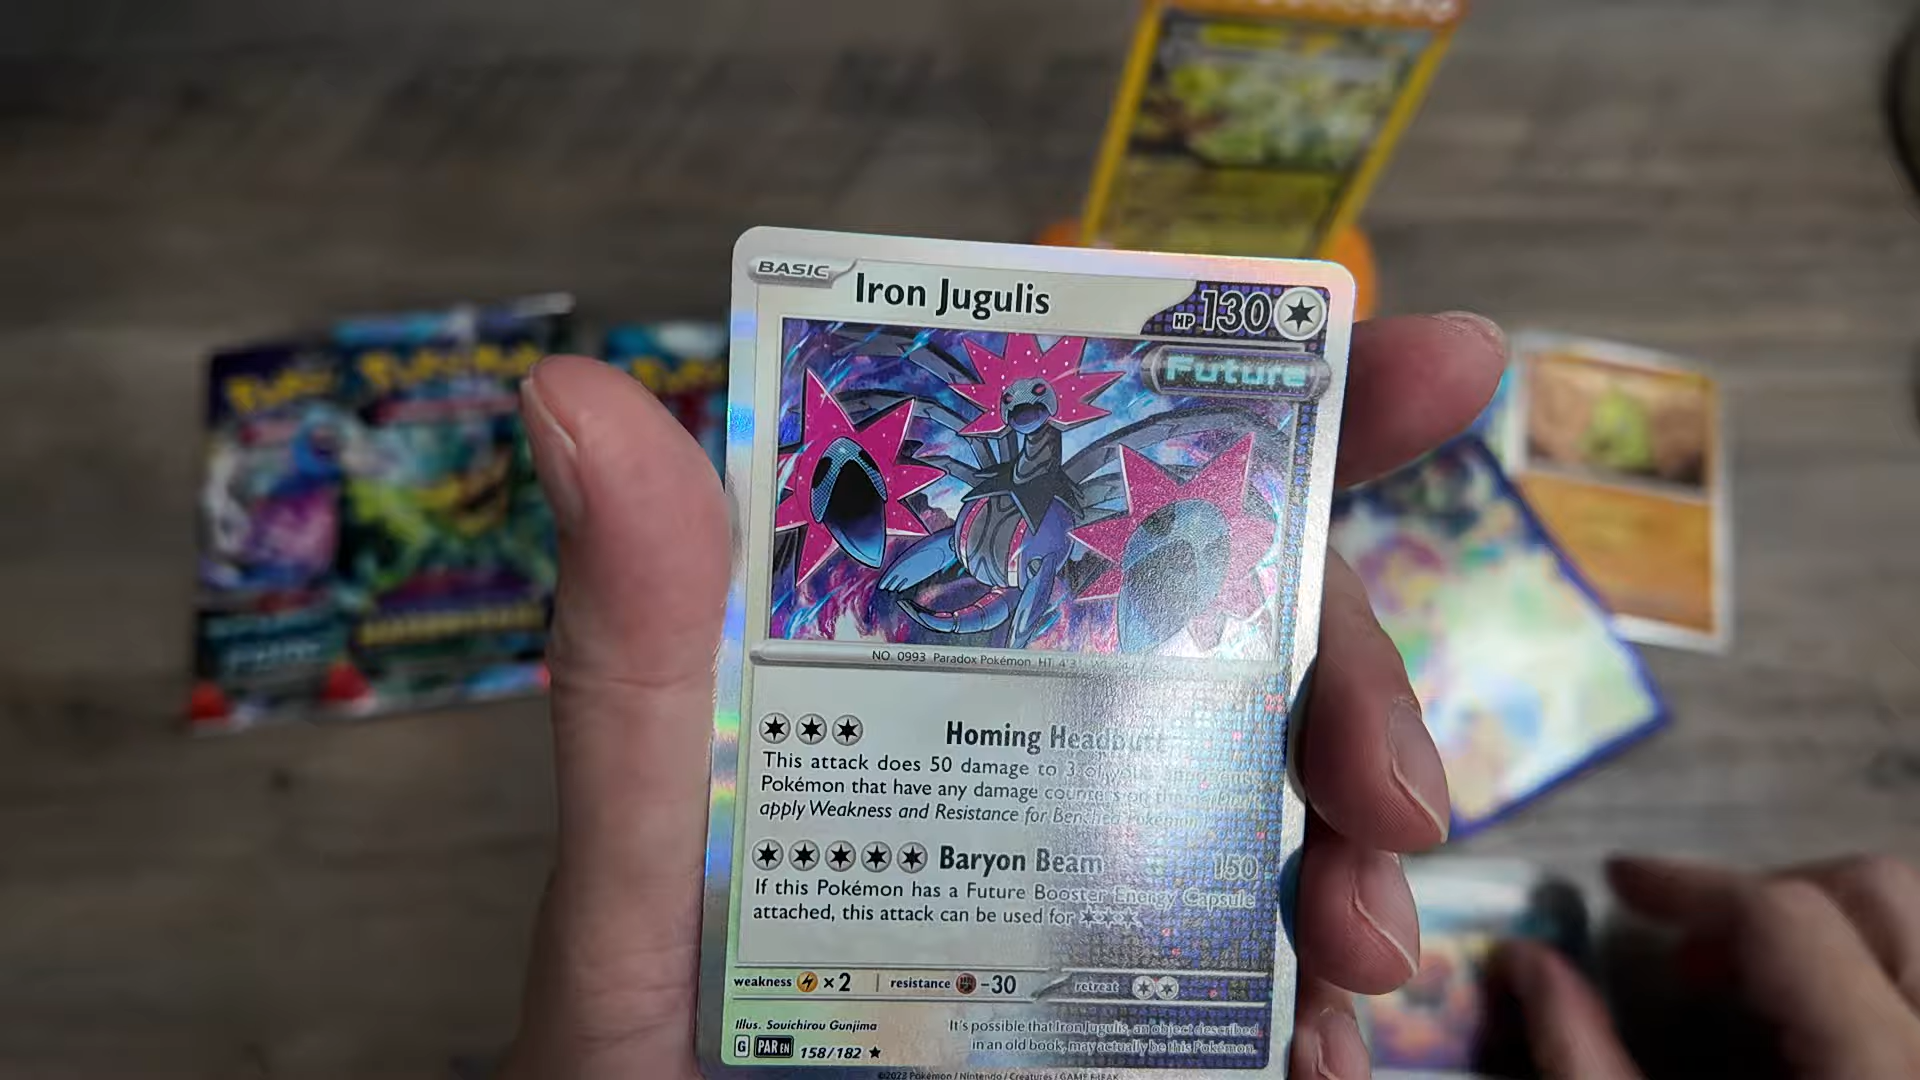 BASIC
Iron Jugulis
HP 130
Future
NO. 0993 Paradox Pokémon HT: 4'3
Homing Headbutt
This attack does 50 damage to 3 of your opponent's
Pokémon that have any damage counters on them.
apply Weakness and Resistance for Benched Pokémon.)
Baryon Beam 150
If this Pokémon has a Future Booster Energy Capsule
attached, this attack can be used for
weakness ×2 resistance -30 retreat
Illus. Souichirou Gunjima
It's possible that Iron Jugulis, an object described
in an old book, may actually be this Pokémon.
G PAR EN 158/182
©2023 Pokémon / Nintendo / Creatures / GAME FREAK